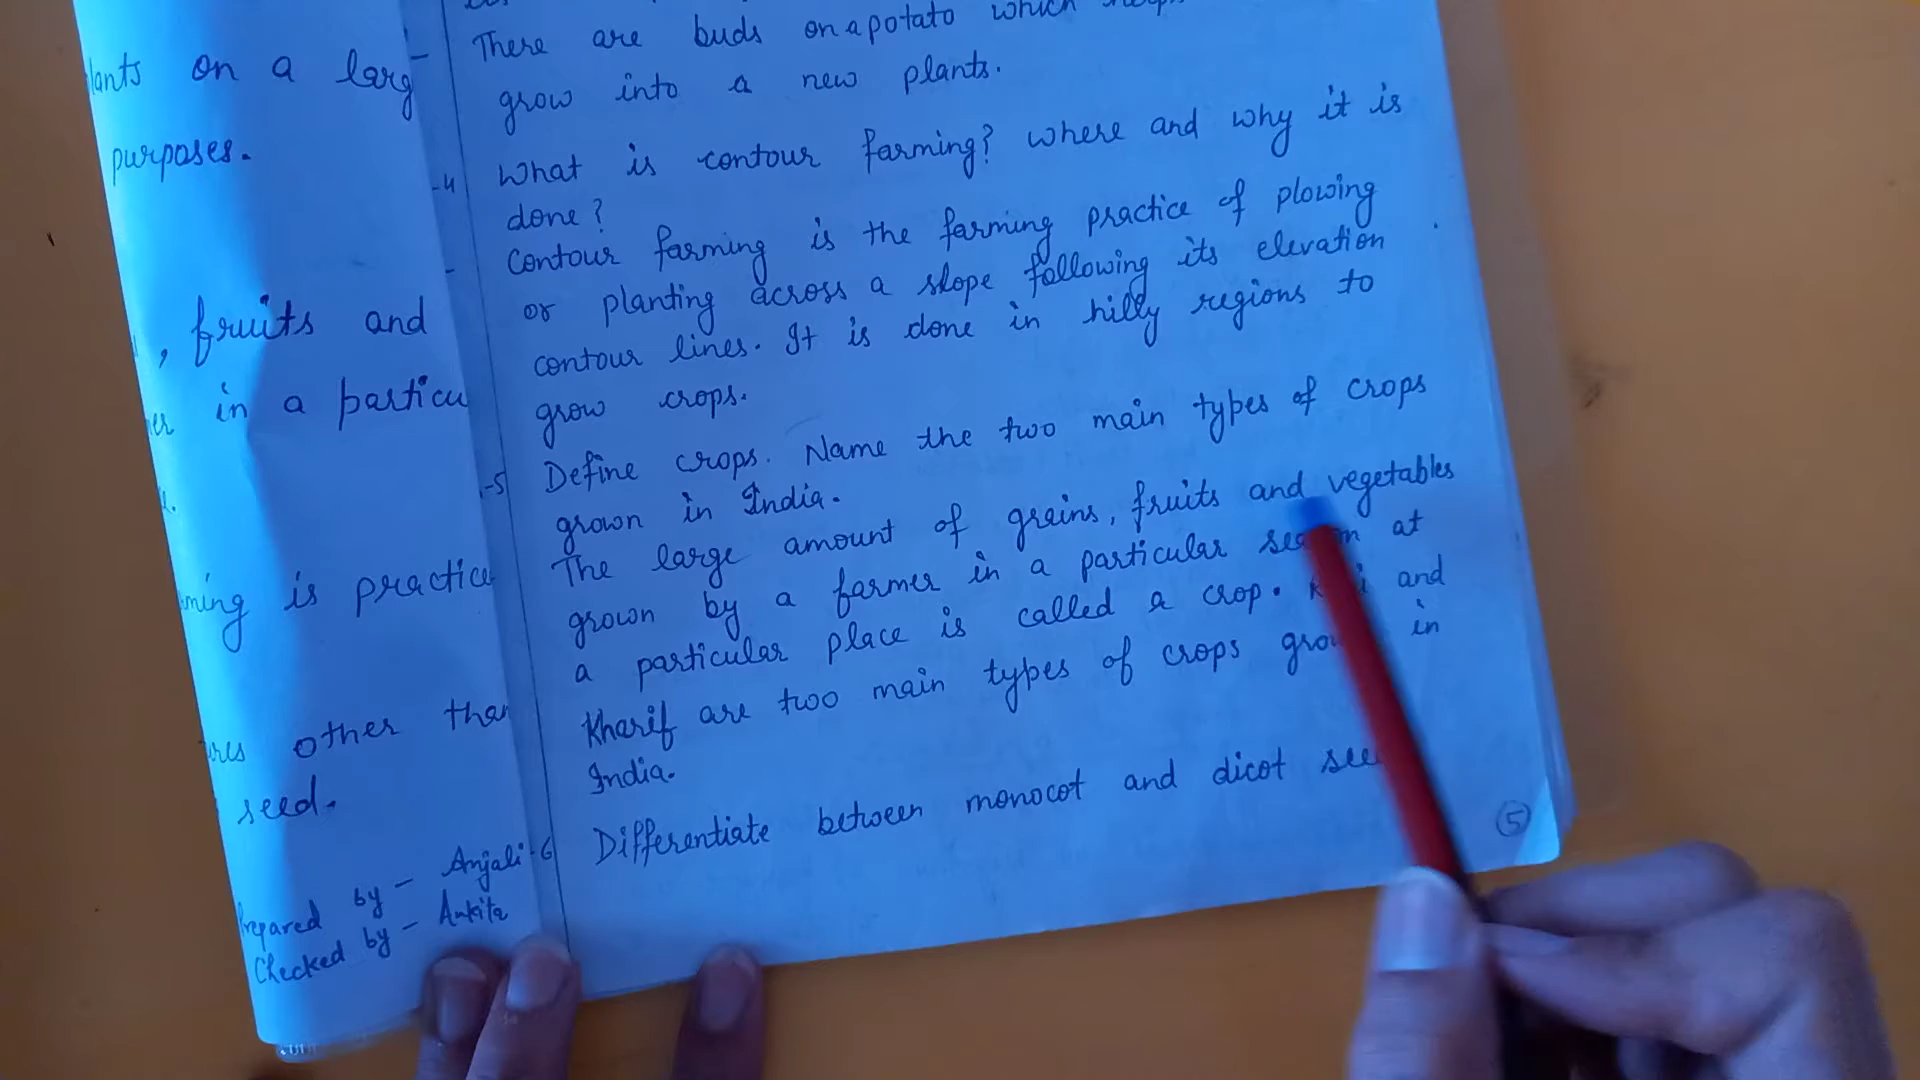 lants on a larg
purposes.
, fruits and
er in a particu
ming is practice
other than
seed.
Prepared by - Anjali
Checked by - Ankita
- There are buds on a potato which
grow into a new plants.
-4 What is contour farming? where and why it is
done?
- Contour farming is the farming practice of plowing
or planting across a slope following its elevation
contour lines. It is done in hilly regions to
grow crops.
-5 Define crops. Name the two main types of crops
grown in India.
The large amount of grains, fruits and vegetables
grown by a farmer in a particular at
a particular place is called a crop. and
Kharif are two main types of crops in
India.
-6 Differentiate between monocot and dicot
5